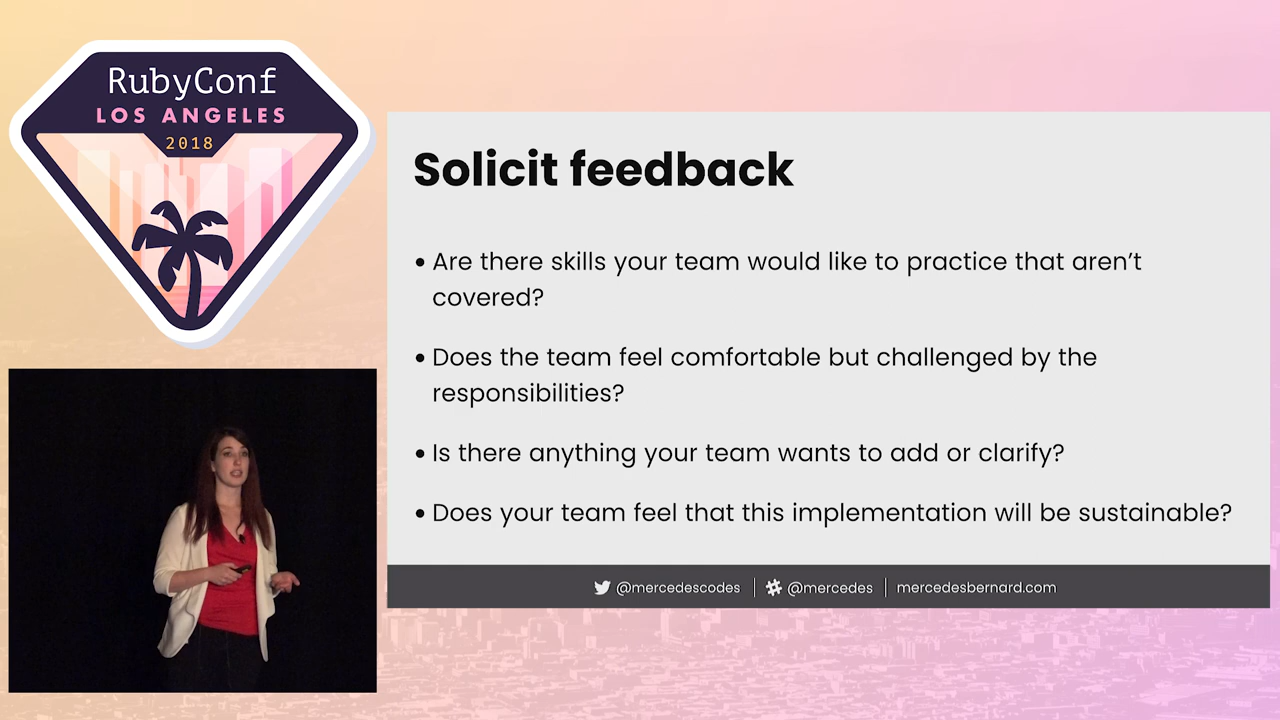 RubyConf
LOS ANGELES
2018
Solicit feedback
• Are there skills your team would like to practice that aren’t
covered?
• Does the team feel comfortable but challenged by the
responsibilities?
• Is there anything your team wants to add or clarify?
• Does your team feel that this implementation will be sustainable?
@mercedescodes | @mercedes | mercedesbernard.com